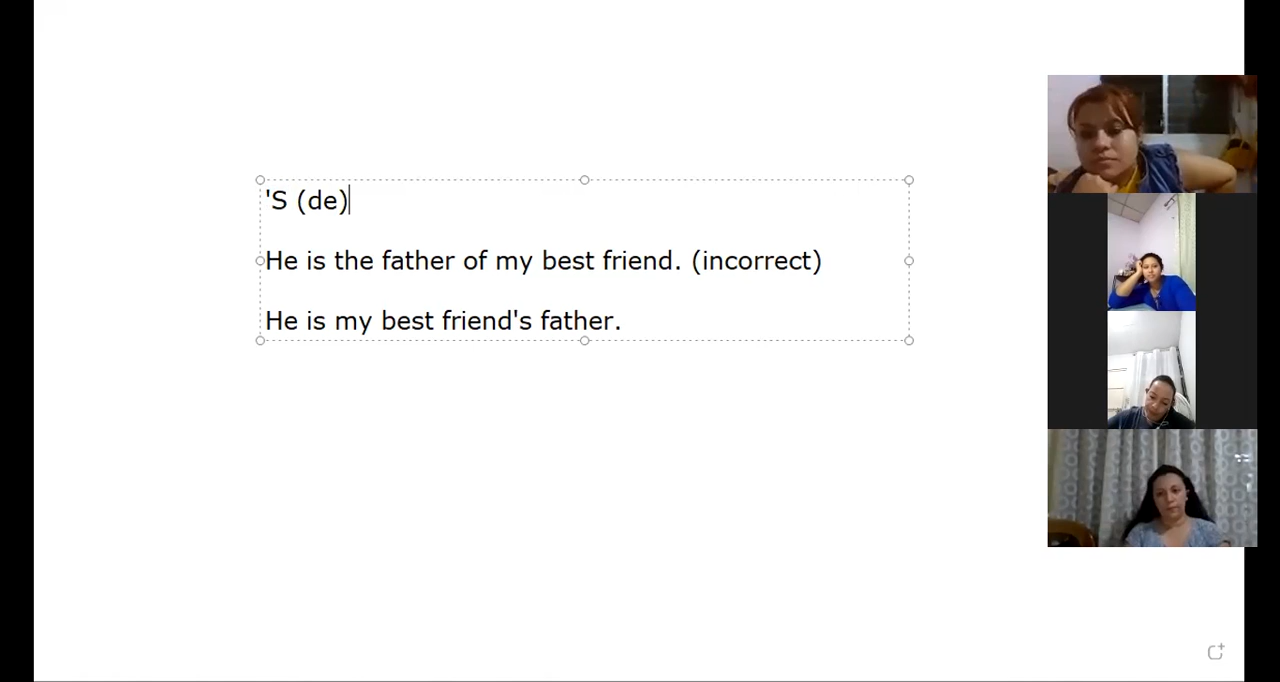 'S (de)
He is the father of my best friend. (incorrect)
He is my best friend's father.